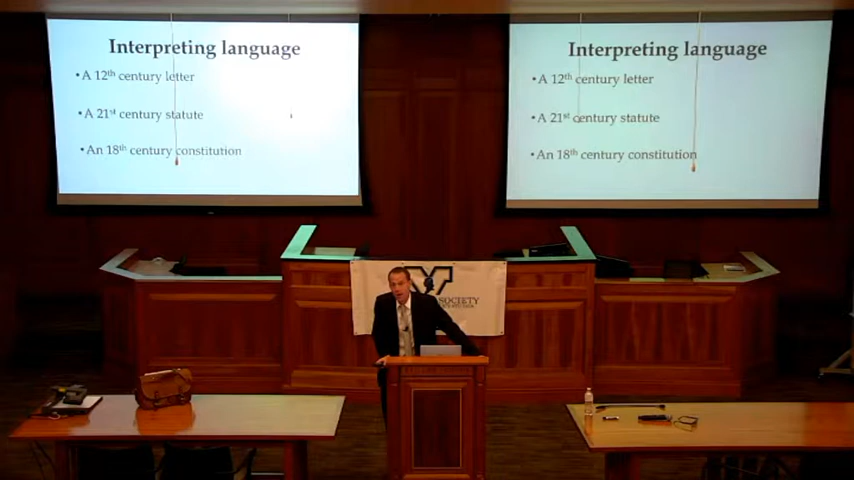 Interpreting language
• A 12th century letter
• A 21st century statute
• An 18th century constitution
Interpreting language
• A 12th century letter
• A 21st century statute
• An 18th century constitution
SOCIETY